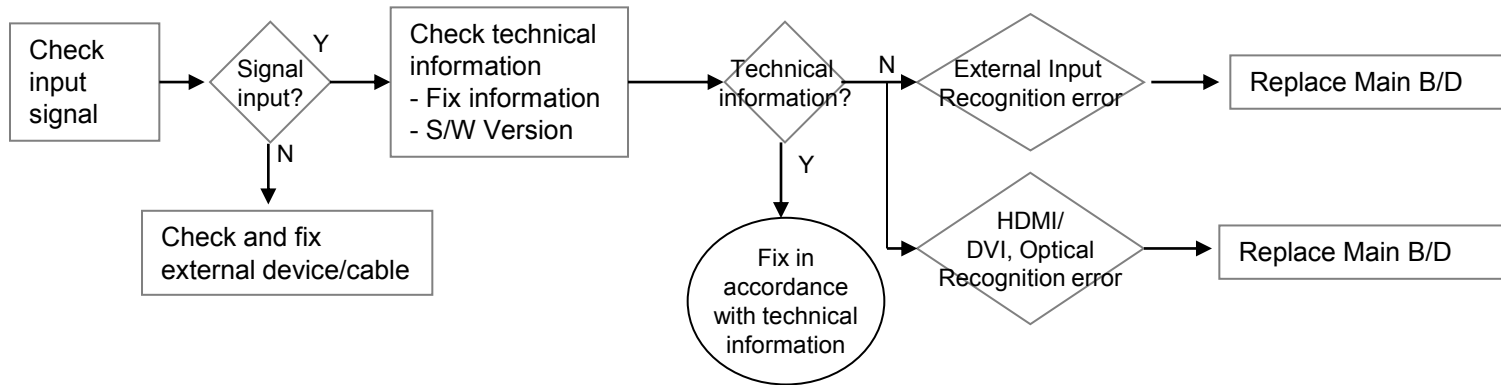 Check
input
signal
Signal
input?
Y
N
Check and fix
external device/cable
Check technical
information
- Fix information
- S/W Version
Technical
information?
N
Y
Fix in
accordance
with technical
information
External Input
Recognition error
Replace Main B/D
HDMI/
DVI, Optical
Recognition error
Replace Main B/D